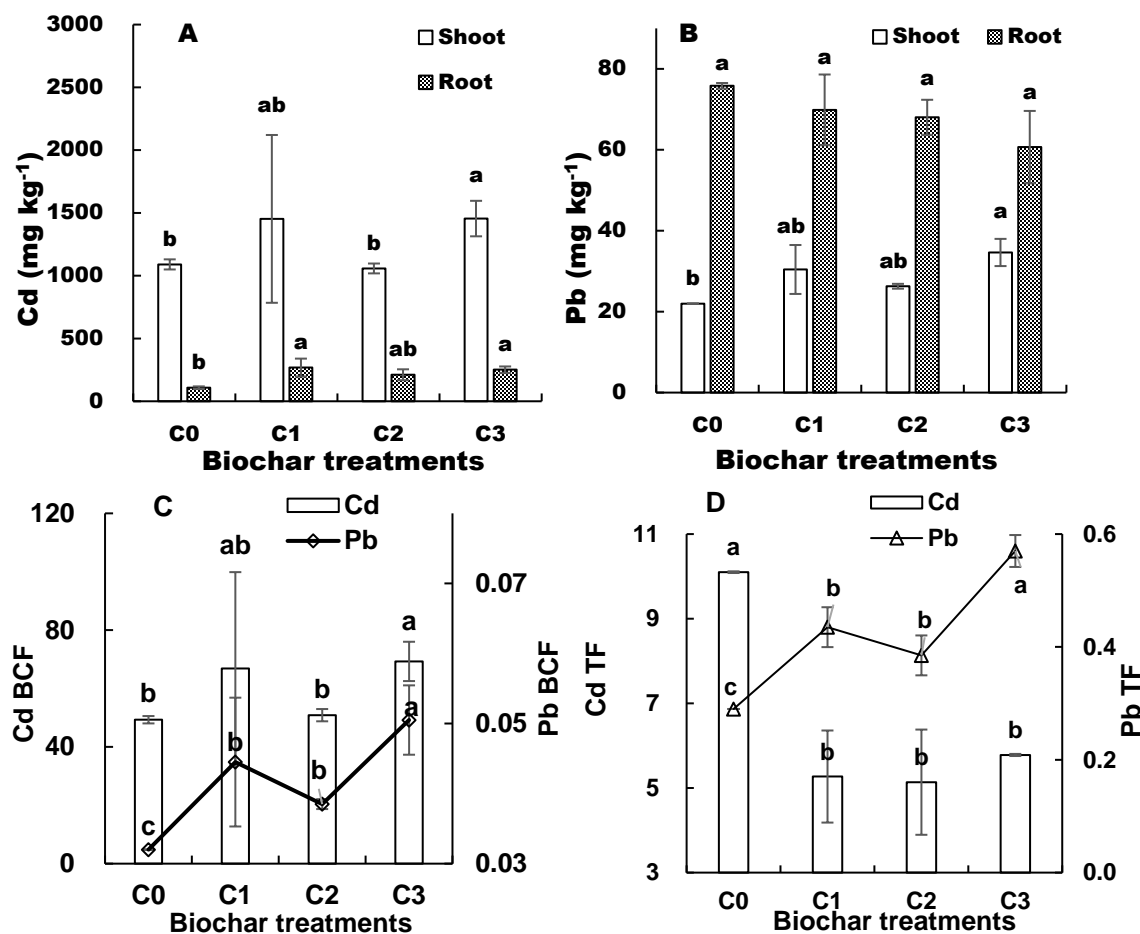 A
Shoot
Root
3000
2500
2000
1500
1000
500
0
Cd (mg kg-1)
b
b
ab
a
b
ab
a
a
C0 C1 C2 C3
Biochar treatments
B
Shoot Root
80
60
40
20
0
Pb (mg kg-1)
b
a
ab
a
ab
a
a
a
C0 C1 C2 C3
Biochar treatments
C
Cd
Pb
120
80
40
0
Cd BCF
0.07
0.05
0.03
Pb BCF
b
ab
b
a
c
b
b
a
C0 C1 C2 C3
Biochar treatments
D
Cd
Pb
11
9
7
5
3
Cd TF
0.6
0.4
0.2
0.0
Pb TF
a
b
b
a
c
b
b
b
C0 C1 C2 C3
Biochar treatments